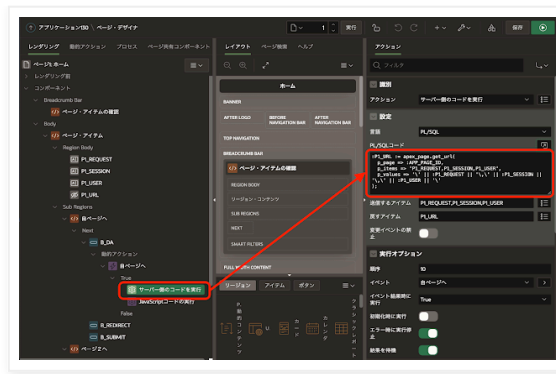 アプリケーション130 \ ページ・デザイナ
1
実行
保存
レンダリング 動的アクション プロセス ページ共有コンポーネント
ページ1: ホーム
レンダリング前
コンポーネント
Breadcrumb Bar
ページ・アイテムの確認
Body
ページ・アイテム
Region Body
P1_REQUEST
P1_SESSION
P1_USER
P1_URL
Sub Regions
Bページへ
Next
B_DA
動的アクション
Bページへ
True
サーバー側のコードを実行
JavaScriptコードの実行
False
B_REDIRECT
B_SUBMIT
ページ2へ
レイアウト ページ検索 ヘルプ
ホーム
BANNER
AFTER LOGO
BEFORE NAVIGATION BAR
AFTER NAVIGATION BAR
TOP NAVIGATION
BREADCRUMB BAR
ページ・アイテムの確認
REGION BODY
リージョン・コンテンツ
SUB REGIONS
NEXT
SMART FILTERS
FULL WIDTH CONTENT
リージョン アイテム ボタン
アクション
フィルタ
識別
アクション サーバー側のコードを実行
設定
言語 PL/SQL
PL/SQLコード
:P1_URL := apex_page.get_url(
p_page => :APP_PAGE_ID,
p_items => 'P1_REQUEST,P1_SESSION,P1_USER',
p_values => '\' || :P1_REQUEST || '\,\' || :P1_SESSION ||
'\,\' || :P1_USER || '\'
);
送信するアイテム P1_REQUEST,P1_SESSION,P1_USER
戻すアイテム P1_URL
変更イベントの禁止
実行オプション
順序 10
イベント Bページへ
イベント結果時に実行 True
初期化時に実行
エラー時に実行停止
結果を待機